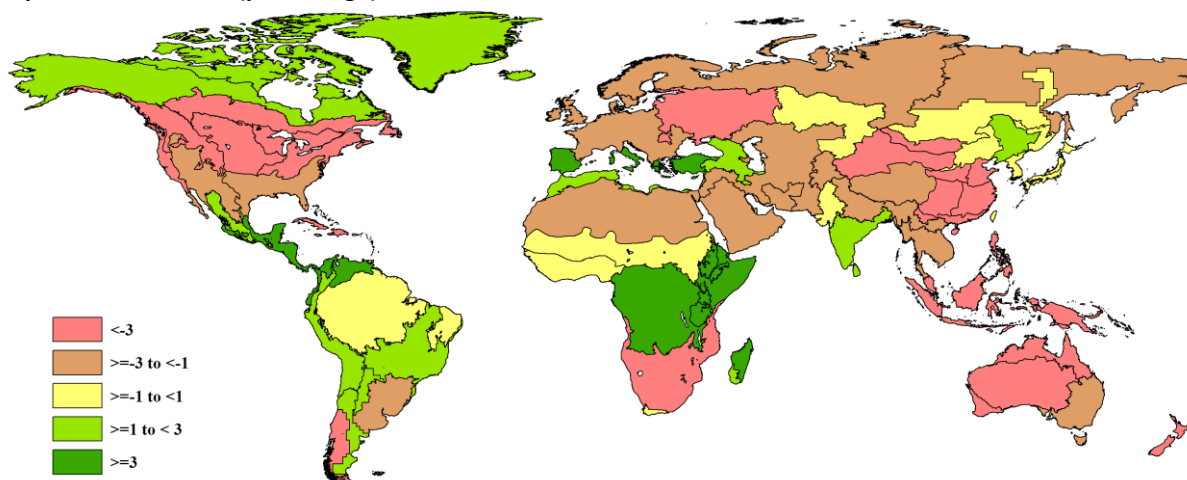 <-3
>=-3 to <-1
>=-1 to <1
>=1 to < 3
>=3